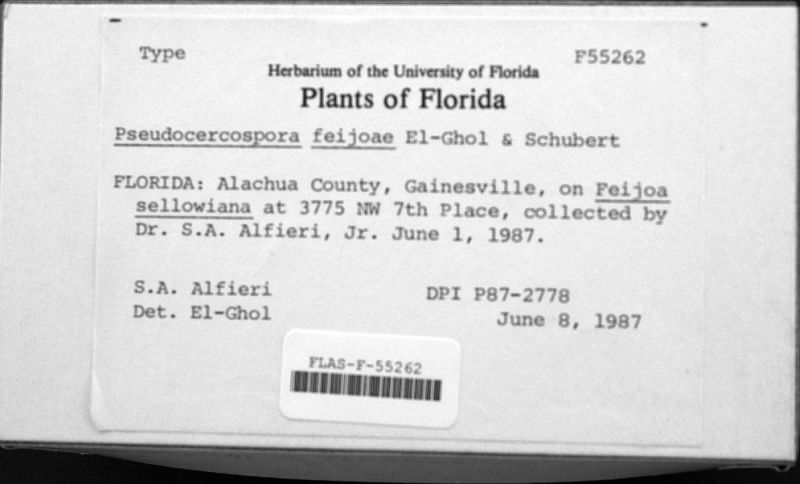 Type F55262
Herbarium of the University of Florida
Plants of Florida
Pseudocercospora feijoae El-Ghol & Schubert
FLORIDA: Alachua County, Gainesville, on Feijoa
sellowiana at 3775 NW 7th Place, collected by
Dr. S.A. Alfieri, Jr. June 1, 1987.
S.A. Alfieri DPI P87-2778
Det. El-Ghol June 8, 1987
FLAS-F-55262